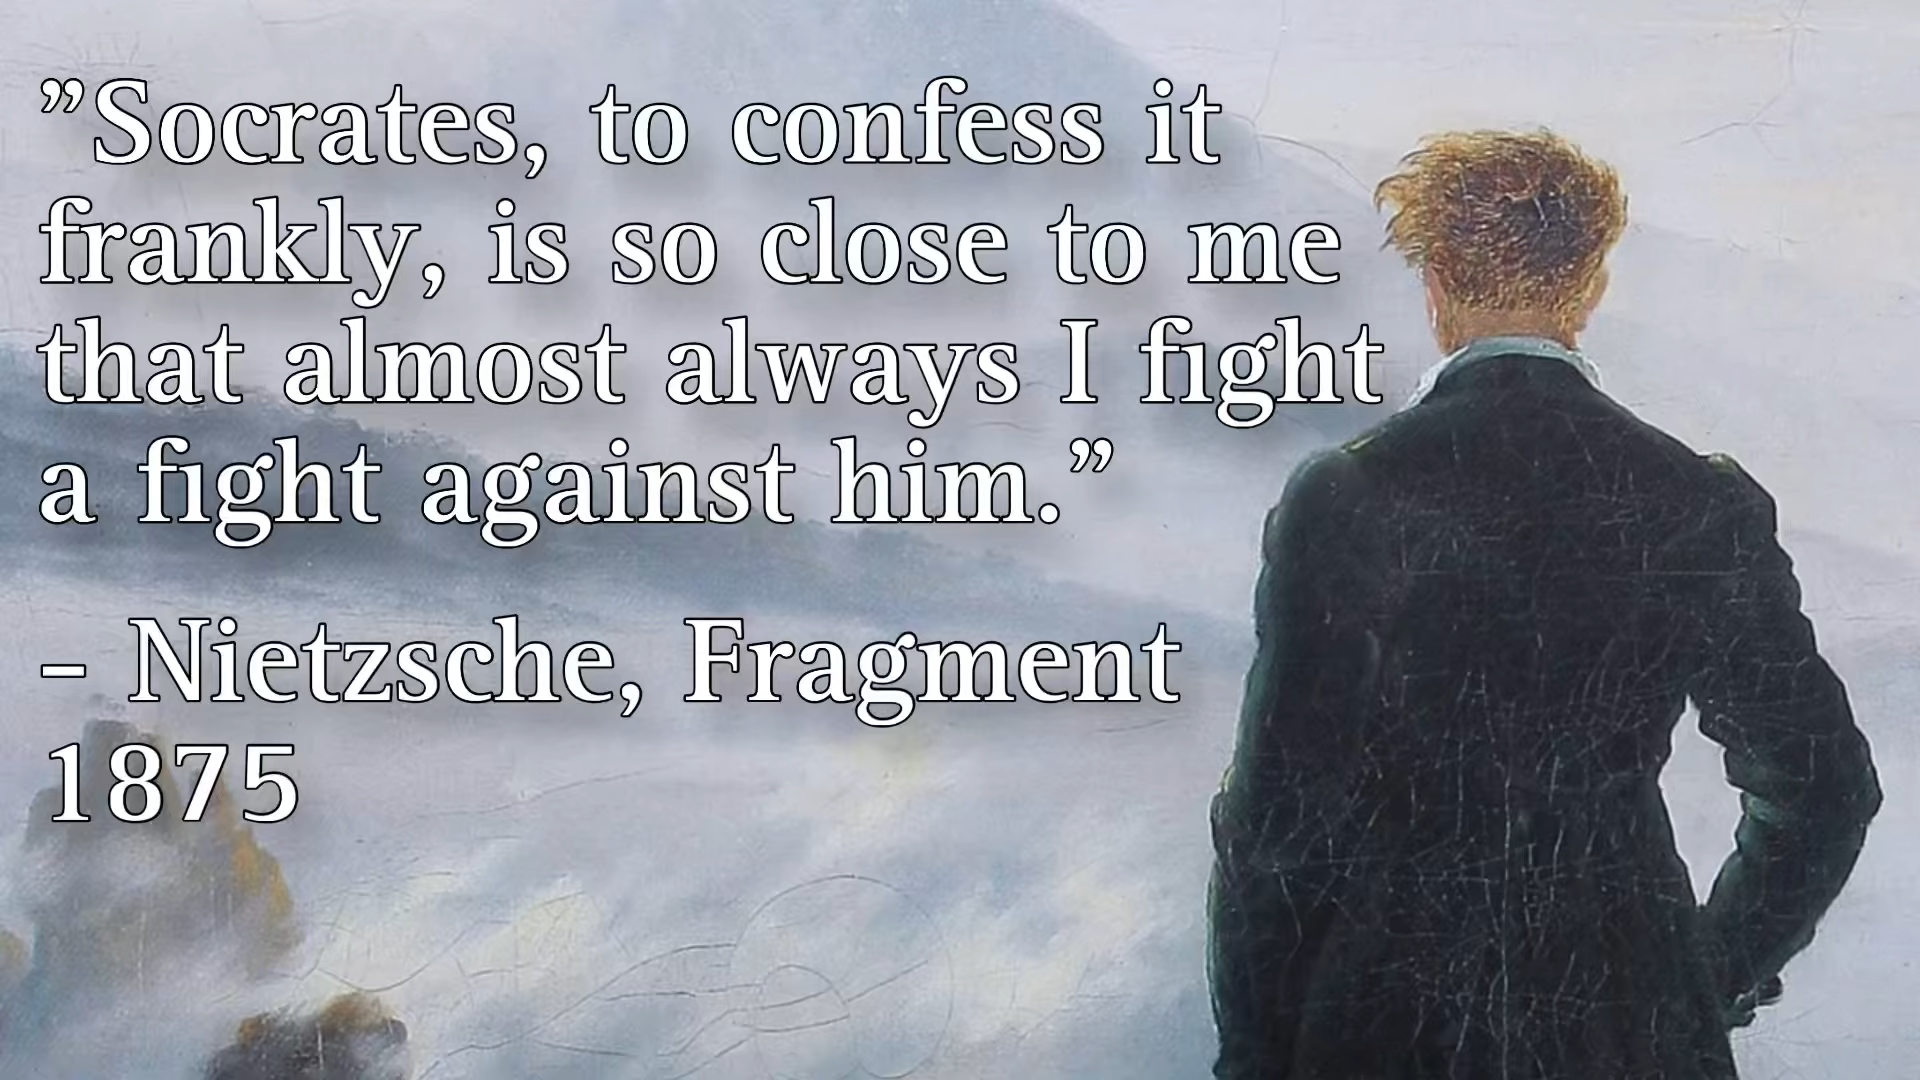 ”Socrates, to confess it
frankly, is so close to me
that almost always I fight
a fight against him.”
– Nietzsche, Fragment
1875